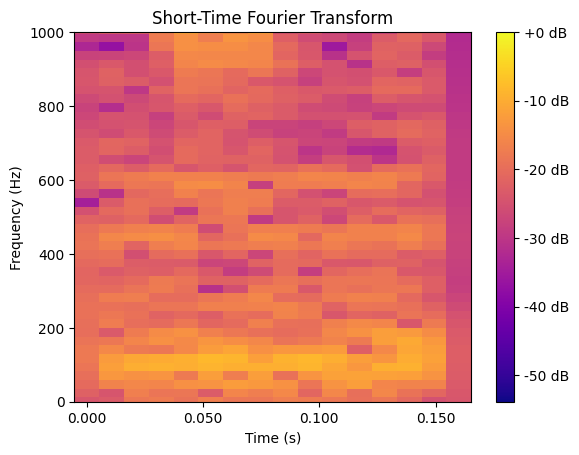 Short-Time Fourier Transform
1000
800
600
400
200
0
Frequency (Hz)
0.000
0.050
0.100
0.150
Time (s)
+0 dB
-10 dB
-20 dB
-30 dB
-40 dB
-50 dB